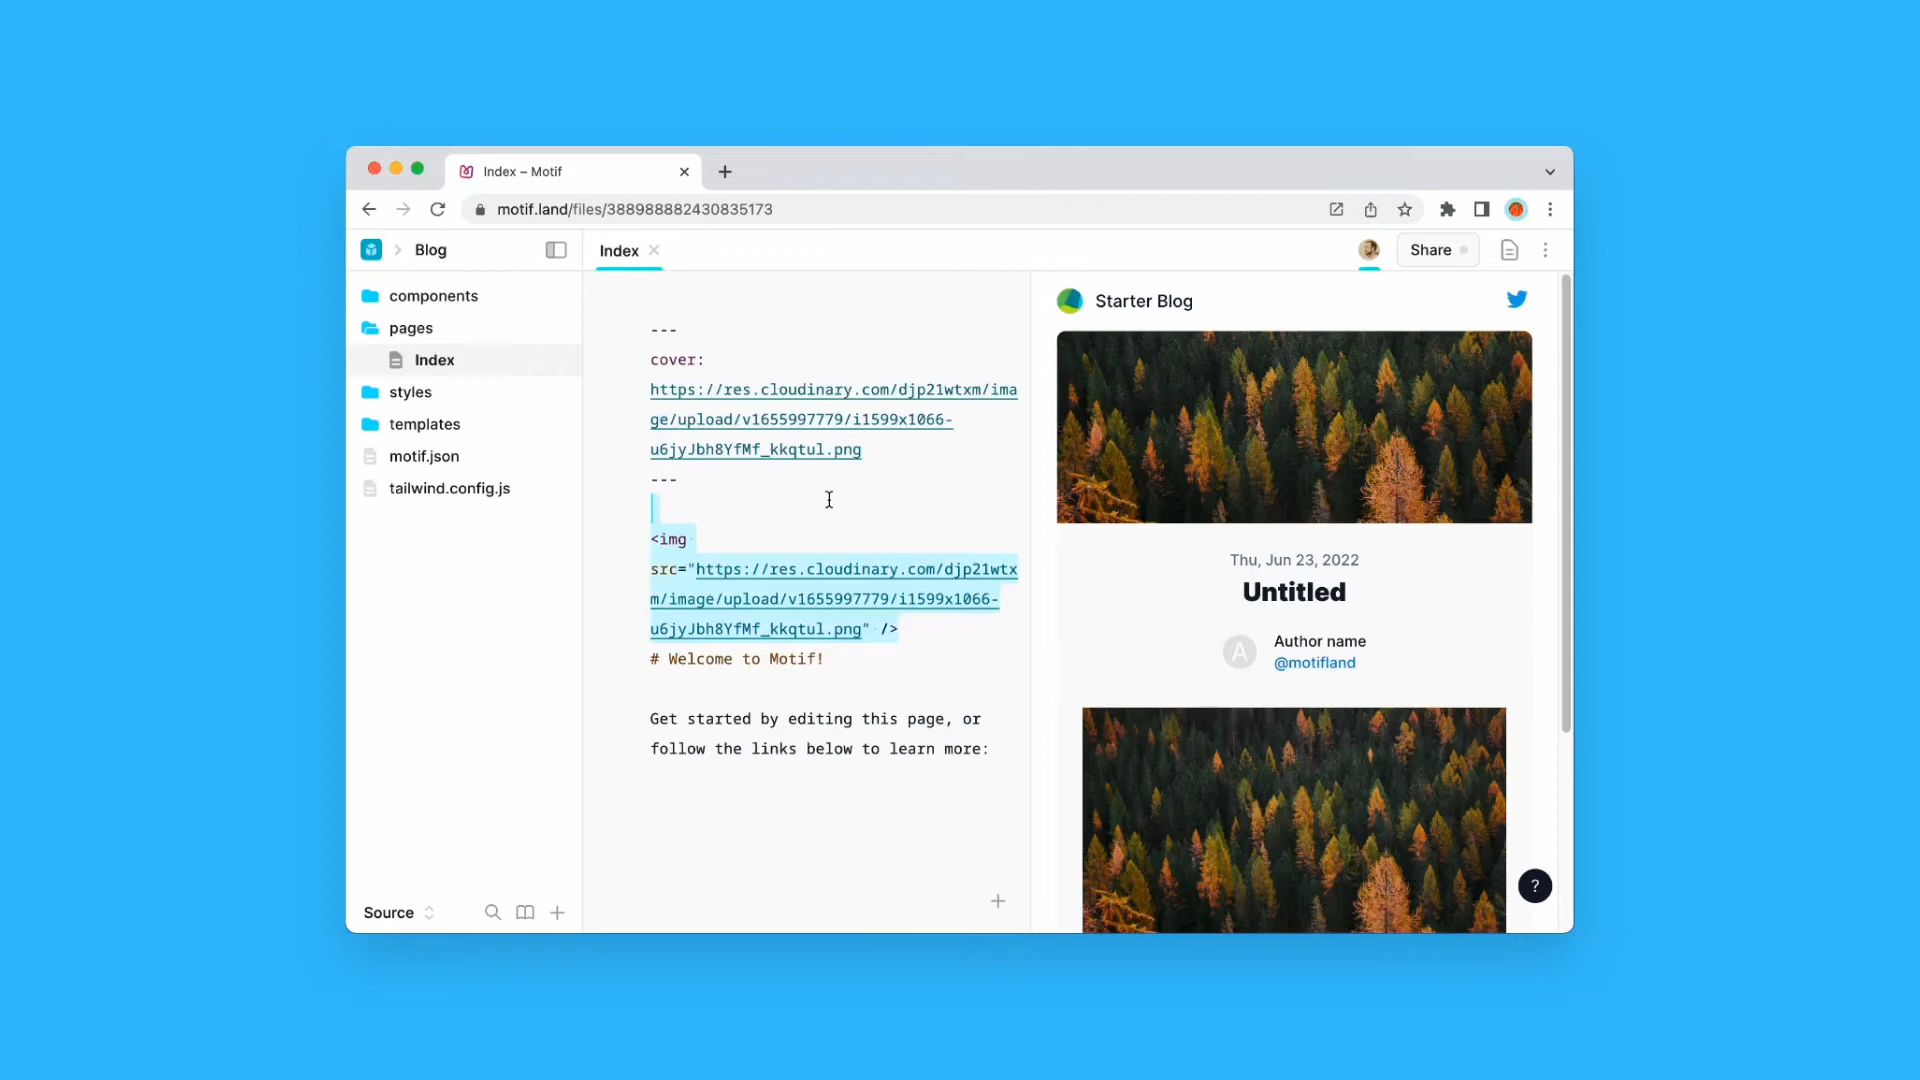 Index – Motif
motif.land/files/388988882430835173
Blog
Index
Share
components
pages
Index
styles
templates
motif.json
tailwind.config.js
Source
---
cover:
https://res.cloudinary.com/djp21wtxm/ima
ge/upload/v1655997779/i1599x1066-
u6jyJbh8YfMf_kkqtul.png
---
<img
src="https://res.cloudinary.com/djp21wtx
m/image/upload/v1655997779/i1599x1066-
u6jyJbh8YfMf_kkqtul.png" />
# Welcome to Motif!
Get started by editing this page, or
follow the links below to learn more:
Starter Blog
Thu, Jun 23, 2022
Untitled
A
Author name
@motifland
?